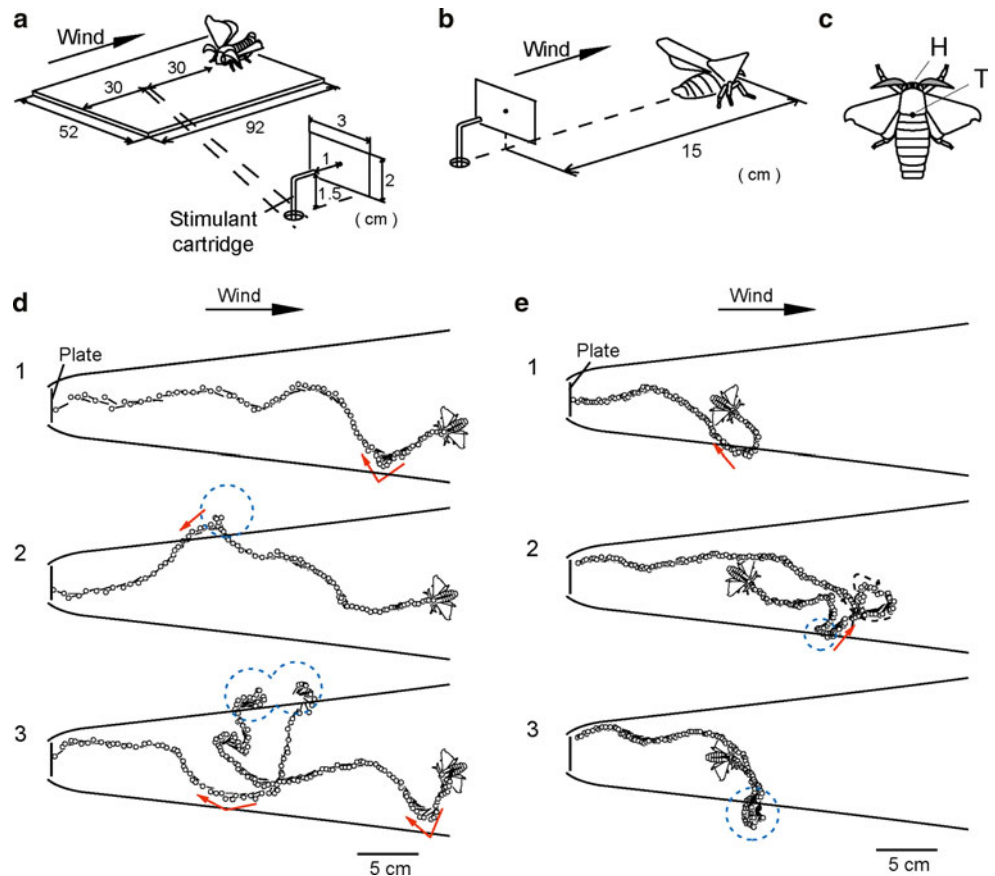 a
Wind
30
30
52
92
3
1
2
1.5
Stimulant
cartridge
( cm )
b
Wind
15
( cm )
c
H
T
d
Wind
1
Plate
2
3
5 cm
e
Wind
1
Plate
2
3
5 cm